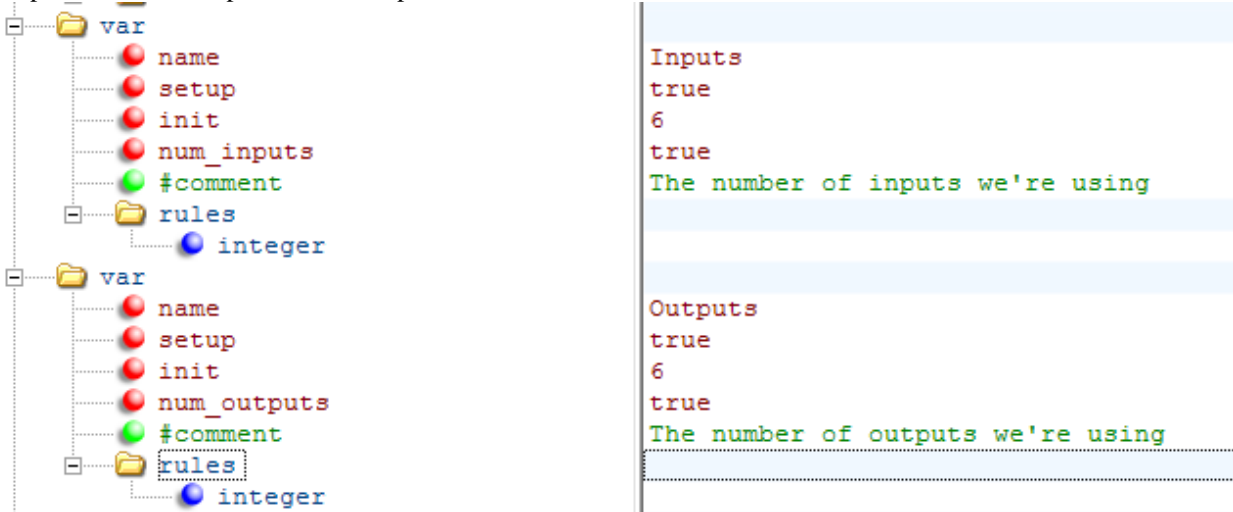 var
name Inputs
setup true
init 6
num_inputs true
#comment The number of inputs we're using
rules
integer
var
name Outputs
setup true
init 6
num_outputs true
#comment The number of outputs we're using
rules
integer